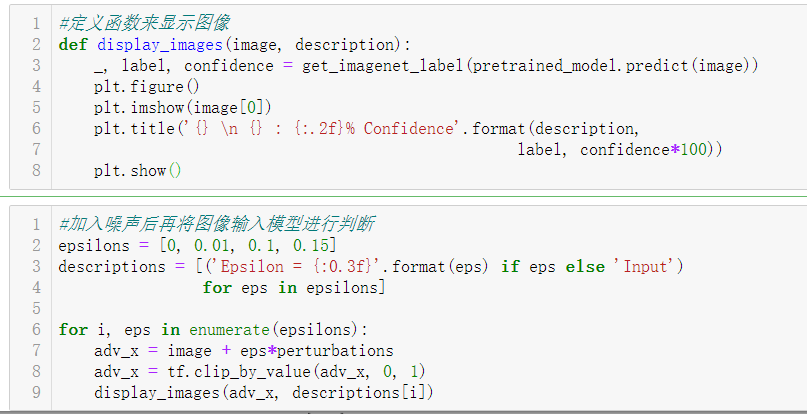 1 #定义函数来显示图像
2 def display_images(image, description):
3     _, label, confidence = get_imagenet_label(pretrained_model.predict(image))
4     plt.figure()
5     plt.imshow(image[0])
6     plt.title('{} \n {} : {:.2f}% Confidence'.format(description,
7                                                    label, confidence*100))
8     plt.show()
1 #加入噪声后再将图像输入模型进行判断
2 epsilons = [0, 0.01, 0.1, 0.15]
3 descriptions = [('Epsilon = {:0.3f}'.format(eps) if eps else 'Input')
4                 for eps in epsilons]
5
6 for i, eps in enumerate(epsilons):
7     adv_x = image + eps*perturbations
8     adv_x = tf.clip_by_value(adv_x, 0, 1)
9     display_images(adv_x, descriptions[i])